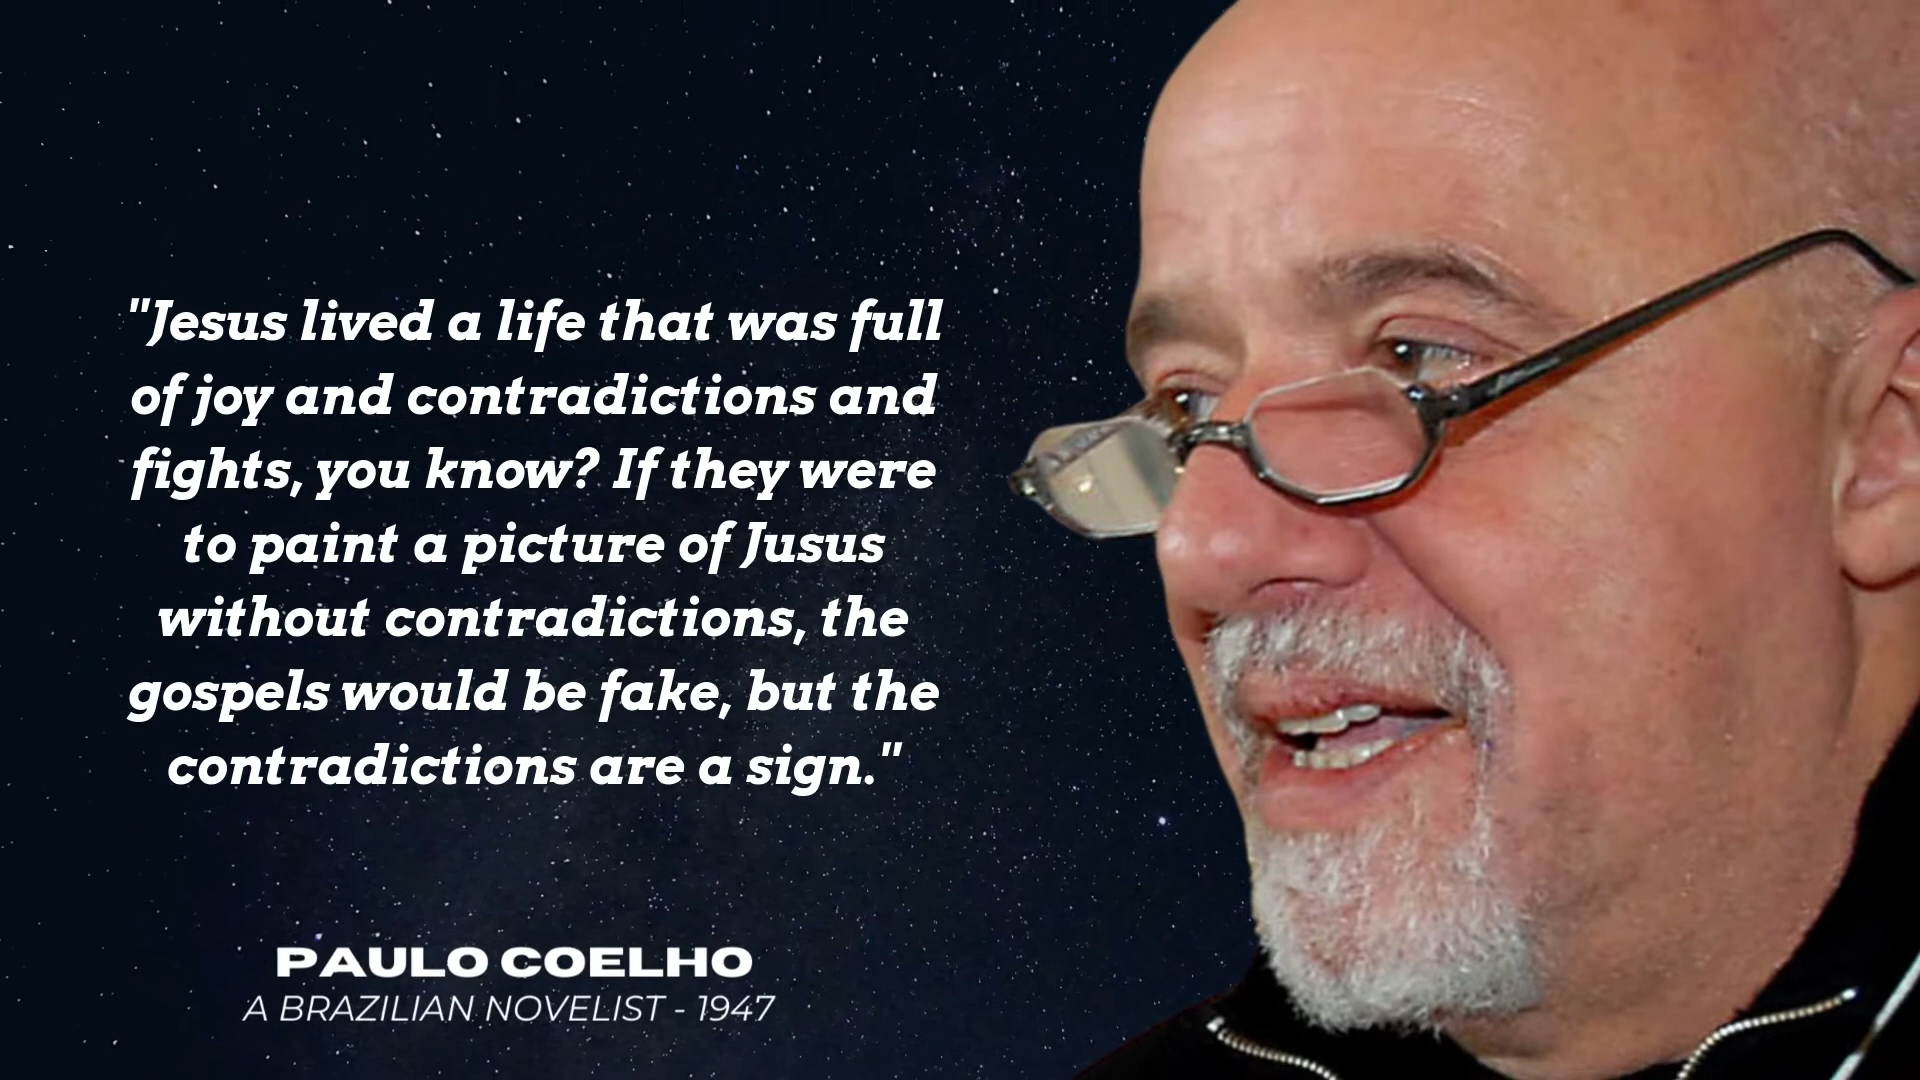 "Jesus lived a life that was full
of joy and contradictions and
fights, you know? If they were
to paint a picture of Jusus
without contradictions, the
gospels would be fake, but the
contradictions are a sign."
PAULO COELHO
A BRAZILIAN NOVELIST - 1947